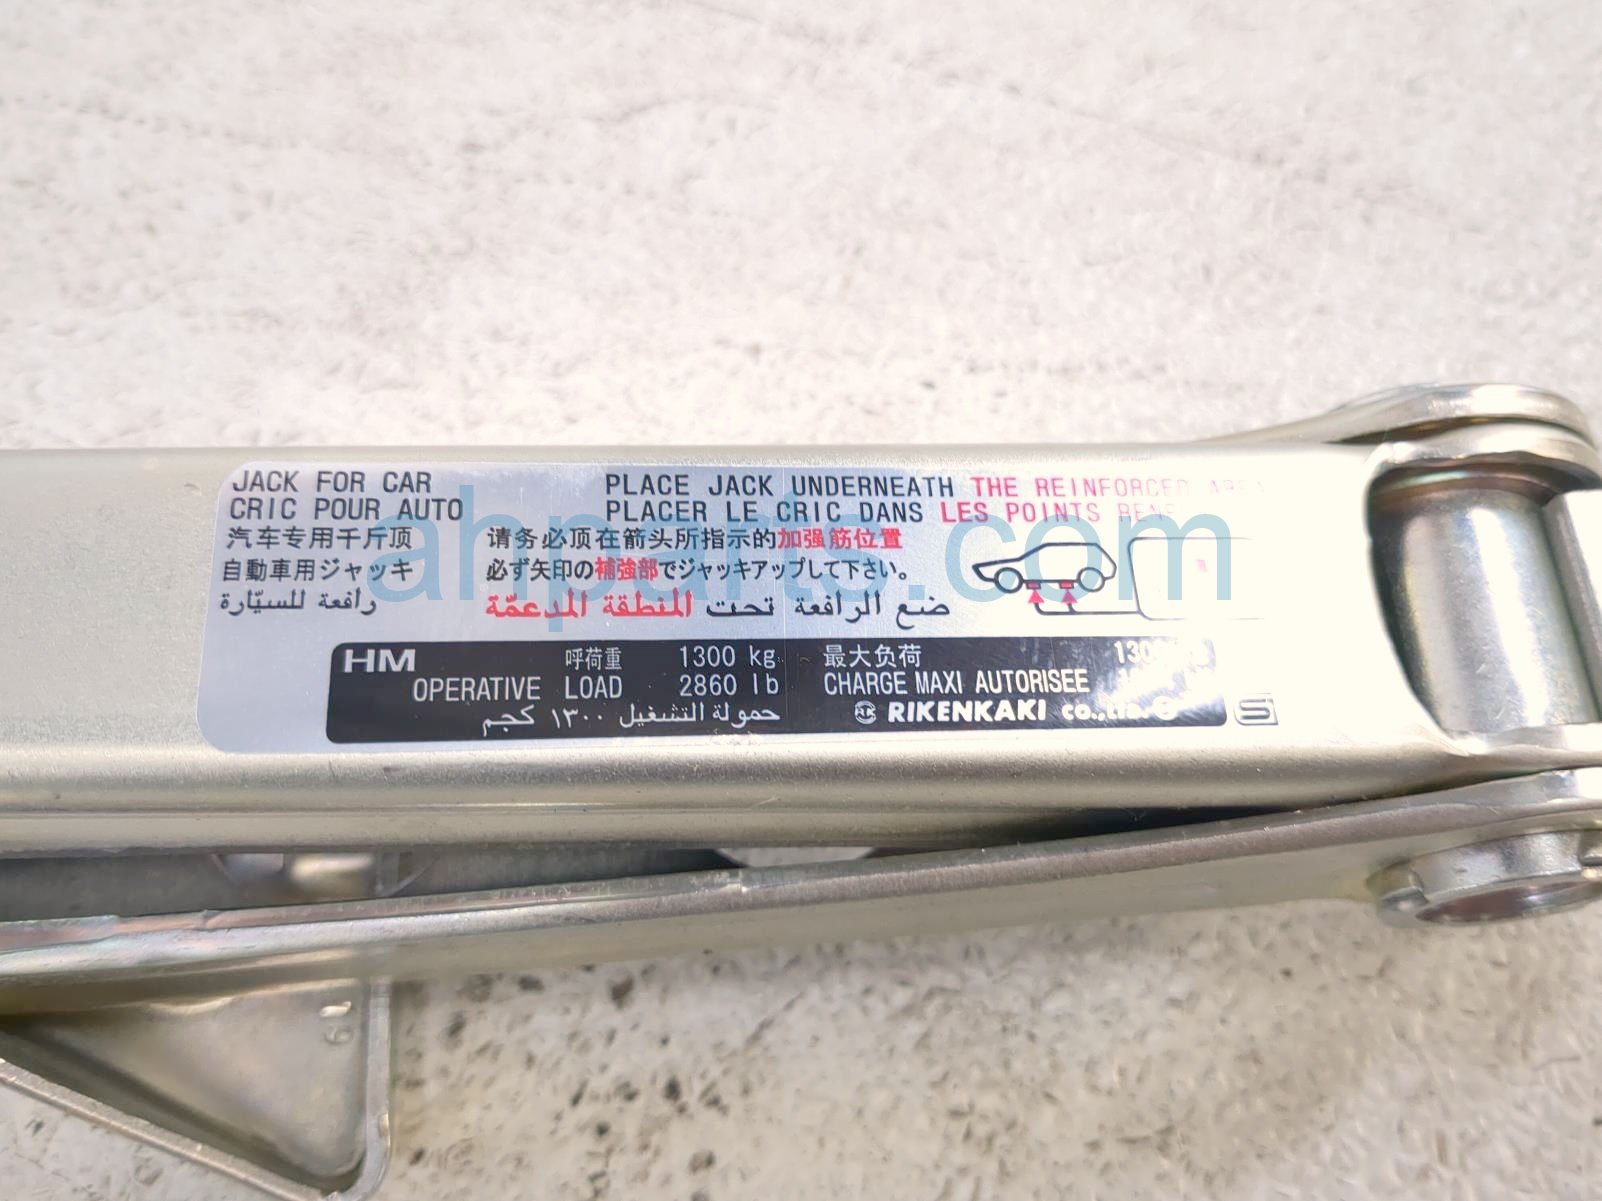 JACK FOR CAR
CRIC POUR AUTO
汽车专用千斤顶
自動車用ジャッキ
رافعة للسيّارة
PLACE JACK UNDERNEATH THE REINFORCED AREA
PLACER LE CRIC DANS LES POINTS
请务必顶在箭头所指示的加强筋位置
必ず矢印の補強部でジャッキアップして下さい。
ضع الرافعة تحت المنطقة المدعمّة
HM
呼荷重 1300 kg
OPERATIVE LOAD 2860 lb
حمولة التشغيل ١٣٠٠ كجم
最大负荷
CHARGE MAXI AUTORISEE
RIKENKAKI CO.,LTD.
ahparts.com
61